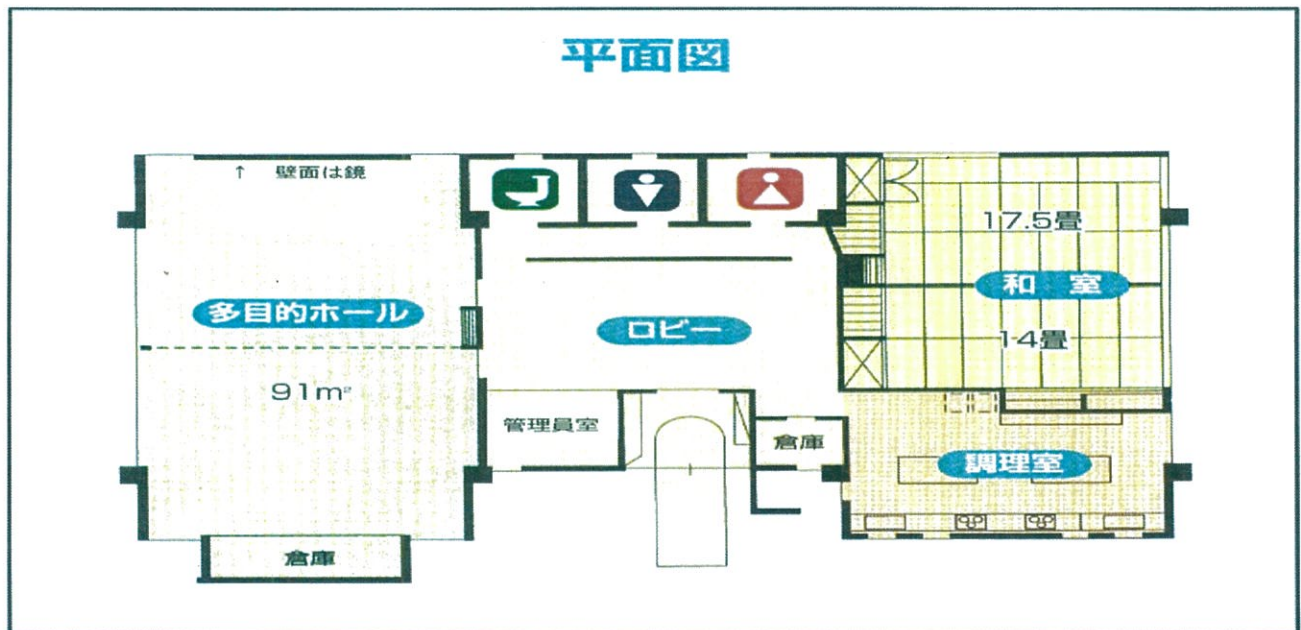 平面図
↑ 壁面は鏡
17.5畳
和室
多目的ホール
ロビー
14畳
91m²
管理員室
倉庫
調理室
倉庫